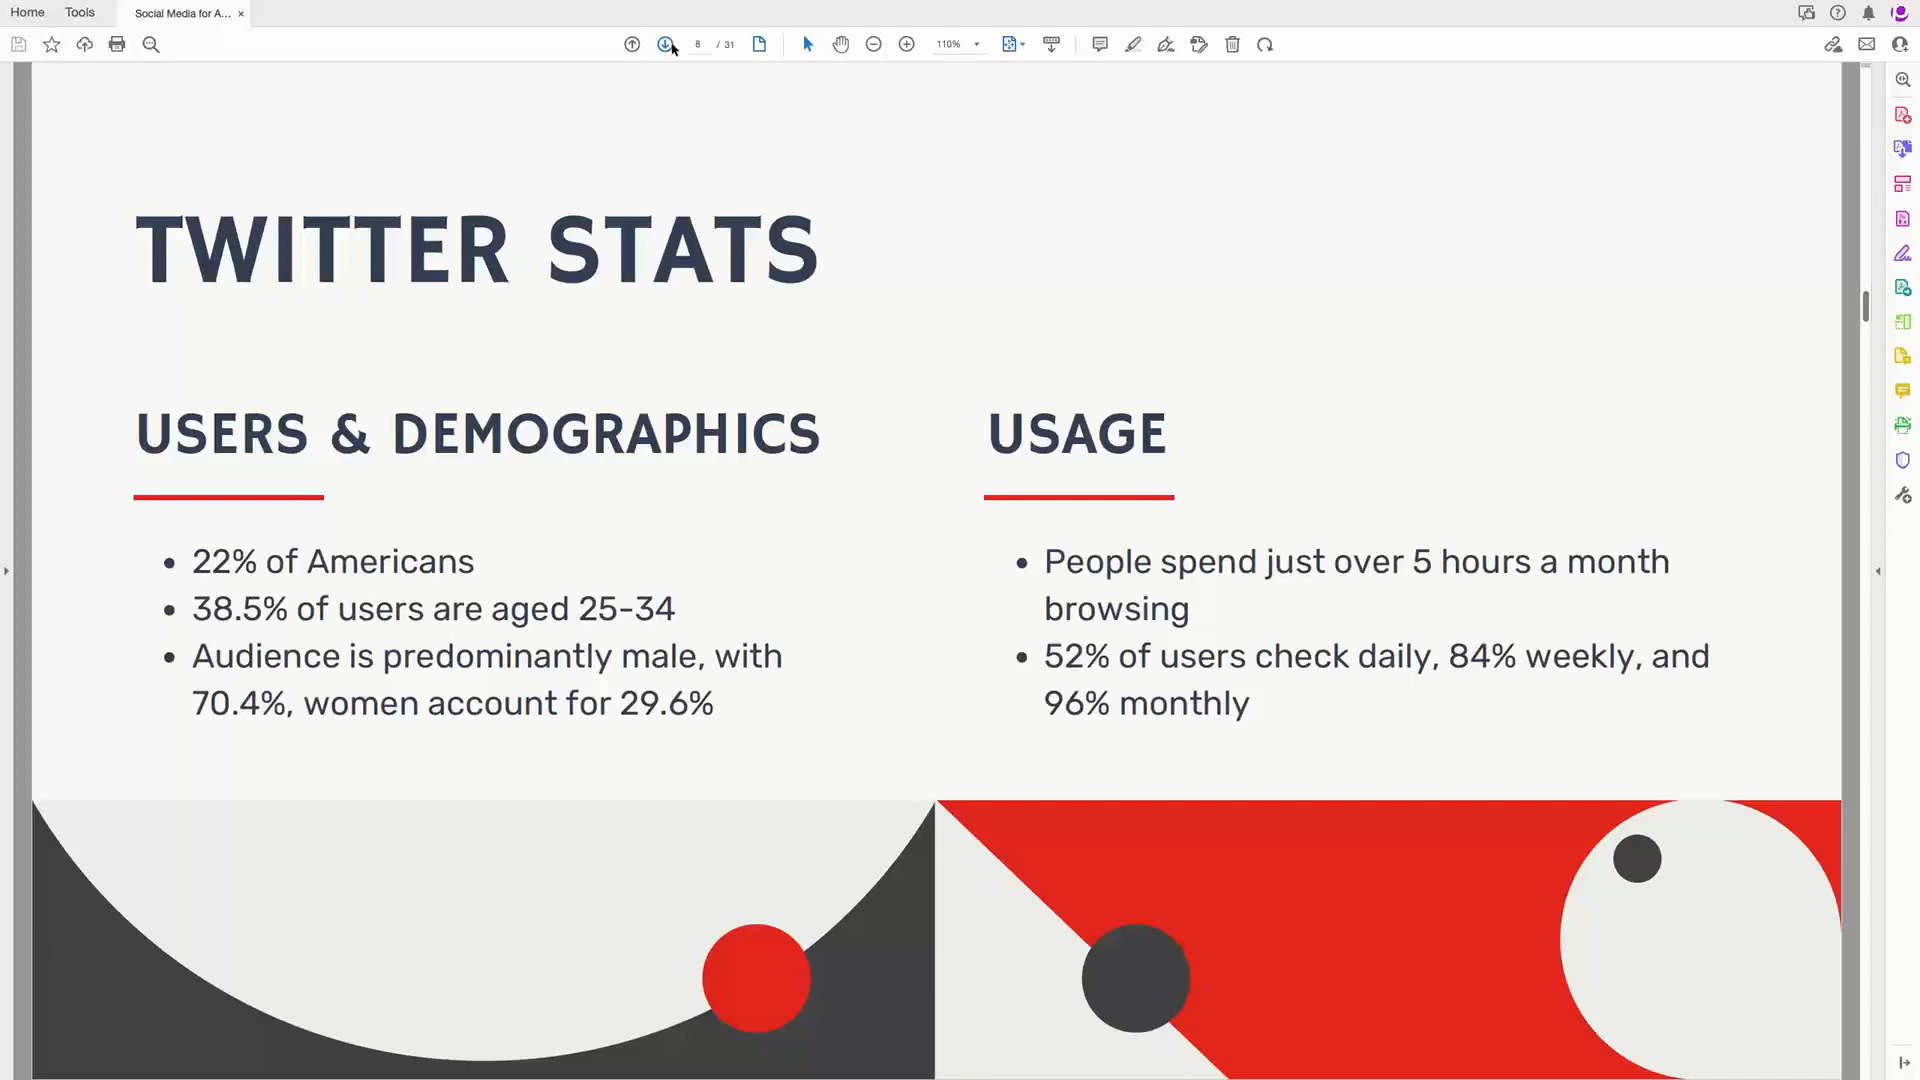 Home
Tools
Social Media for A... ×
8 / 31
110%
TWITTER STATS
USERS & DEMOGRAPHICS
• 22% of Americans
• 38.5% of users are aged 25-34
• Audience is predominantly male, with
70.4%, women account for 29.6%
USAGE
• People spend just over 5 hours a month
browsing
• 52% of users check daily, 84% weekly, and
96% monthly